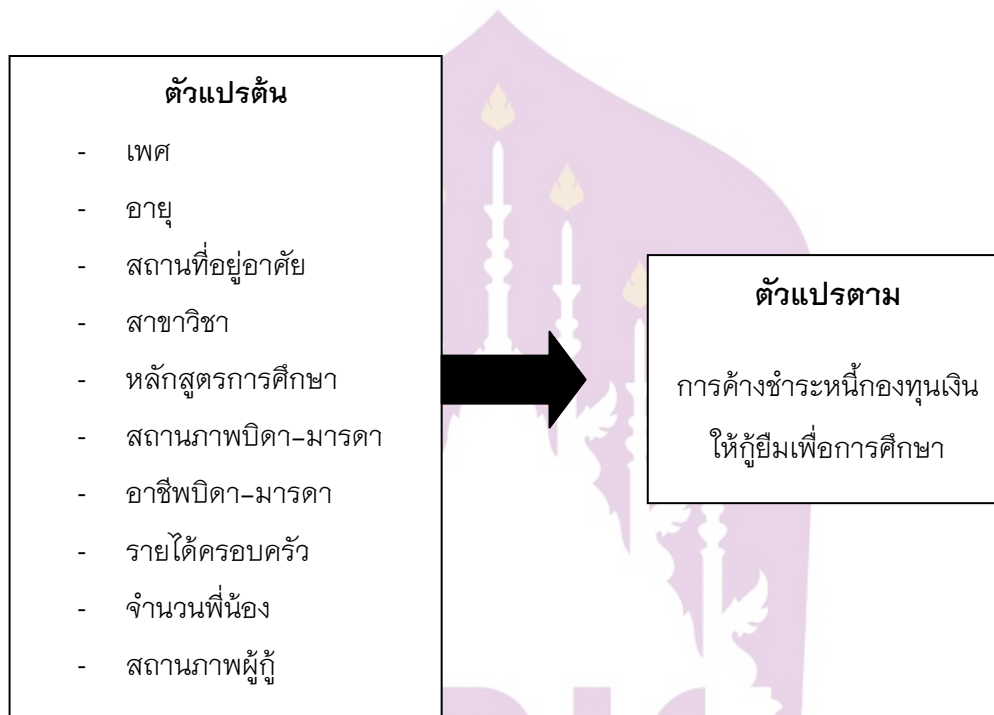 ตัวแปรต้น
- เพศ
- อายุ
- สถานที่อยู่อาศัย
- สาขาวิชา
- หลักสูตรการศึกษา
- สถานภาพบิดา-มารดา
- อาชีพบิดา-มารดา
- รายได้ครอบครัว
- จำนวนพี่น้อง
- สถานภาพผู้กู้
ตัวแปรตาม
การค้างชำระหนี้กองทุนเงิน
ให้กู้ยืมเพื่อการศึกษา